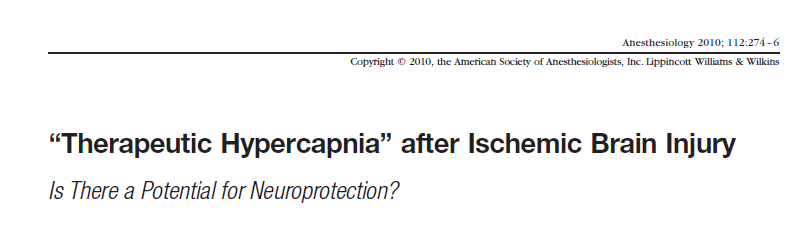 Anesthesiology 2010; 112:274–6
Copyright © 2010, the American Society of Anesthesiologists, Inc. Lippincott Williams & Wilkins
“Therapeutic Hypercapnia” after Ischemic Brain Injury
Is There a Potential for Neuroprotection?